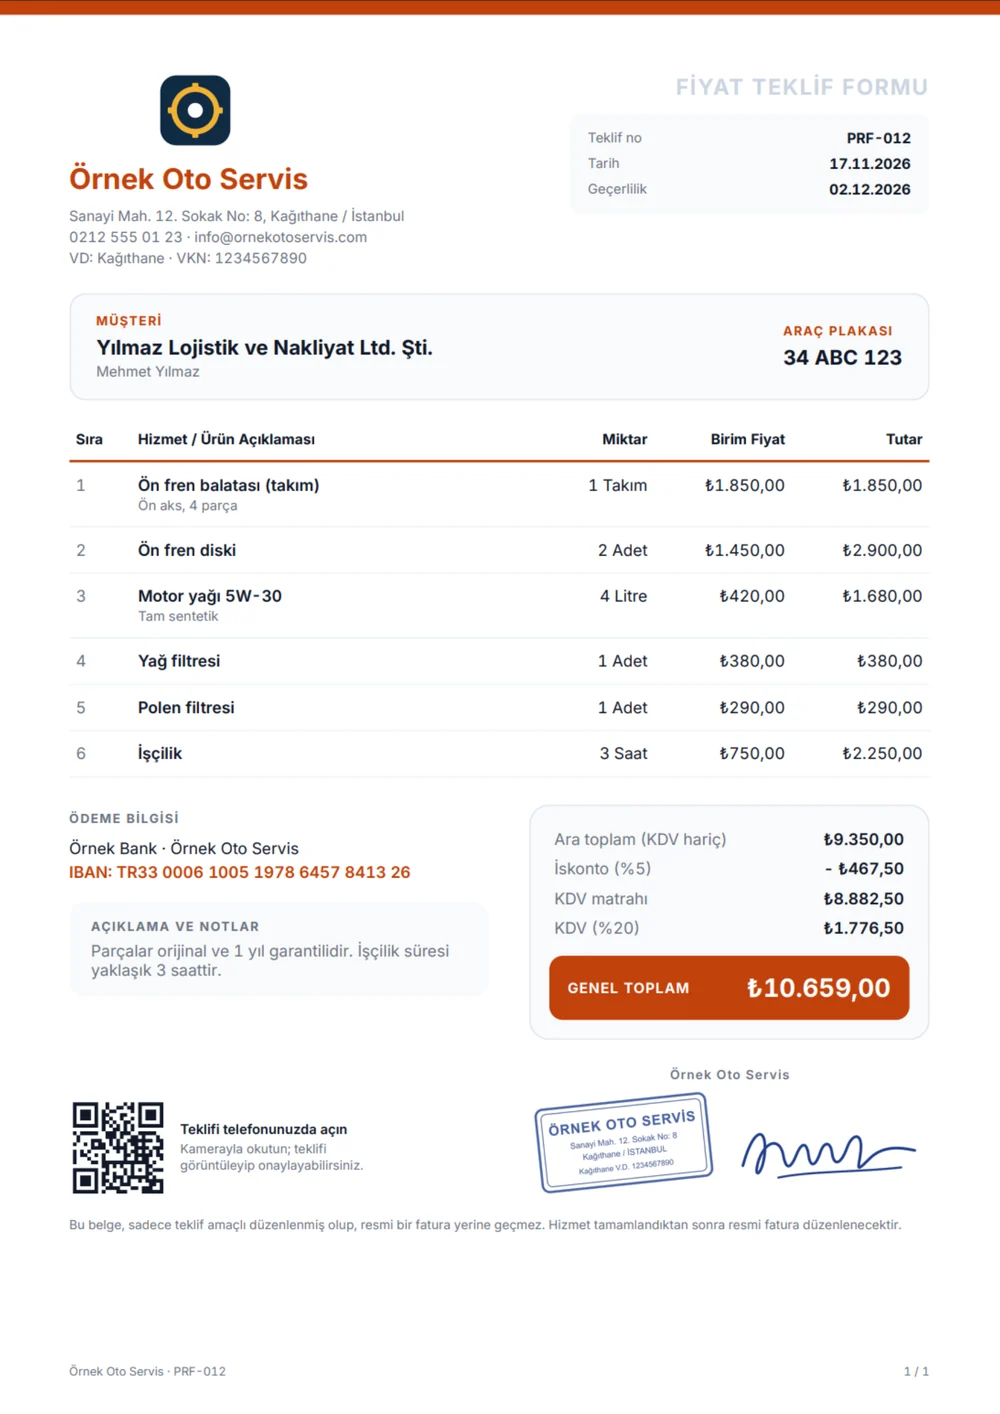 FİYAT TEKLİF FORMU
Teklif no PRF-012
Tarih 17.11.2026
Geçerlilik 02.12.2026
Örnek Oto Servis
Sanayi Mah. 12. Sokak No: 8, Kağıthane / İstanbul
0212 555 01 23 · info@ornekotoservis.com
VD: Kağıthane · VKN: 1234567890
MÜŞTERİ
Yılmaz Lojistik ve Nakliyat Ltd. Şti.
Mehmet Yılmaz
ARAÇ PLAKASI
34 ABC 123
Sıra Hizmet / Ürün Açıklaması Miktar Birim Fiyat Tutar
1 Ön fren balatası (takım) 1 Takım ₺1.850,00 ₺1.850,00
Ön aks, 4 parça
2 Ön fren diski 2 Adet ₺1.450,00 ₺2.900,00
3 Motor yağı 5W-30 4 Litre ₺420,00 ₺1.680,00
Tam sentetik
4 Yağ filtresi 1 Adet ₺380,00 ₺380,00
5 Polen filtresi 1 Adet ₺290,00 ₺290,00
6 İşçilik 3 Saat ₺750,00 ₺2.250,00
ÖDEME BİLGİSİ
Örnek Bank · Örnek Oto Servis
IBAN: TR33 0006 1005 1978 6457 8413 26
AÇIKLAMA VE NOTLAR
Parçalar orijinal ve 1 yıl garantilidir. İşçilik süresi
yaklaşık 3 saattir.
Ara toplam (KDV hariç) ₺9.350,00
İskonto (%5) - ₺467,50
KDV matrahı ₺8.882,50
KDV (%20) ₺1.776,50
GENEL TOPLAM ₺10.659,00
Örnek Oto Servis
Teklifi telefonunuzda açın
Kamerayla okutun; teklifi
görüntüleyip onaylayabilirsiniz.
ÖRNEK OTO SERVİS
Sanayi Mah. 12. Sokak No: 8
Kağıthane / İSTANBUL
Kağıthane V.D. 1234567890
Bu belge, sadece teklif amaçlı düzenlenmiş olup, resmi bir fatura yerine geçmez. Hizmet tamamlandıktan sonra resmi fatura düzenlenecektir.
Örnek Oto Servis · PRF-012 1 / 1